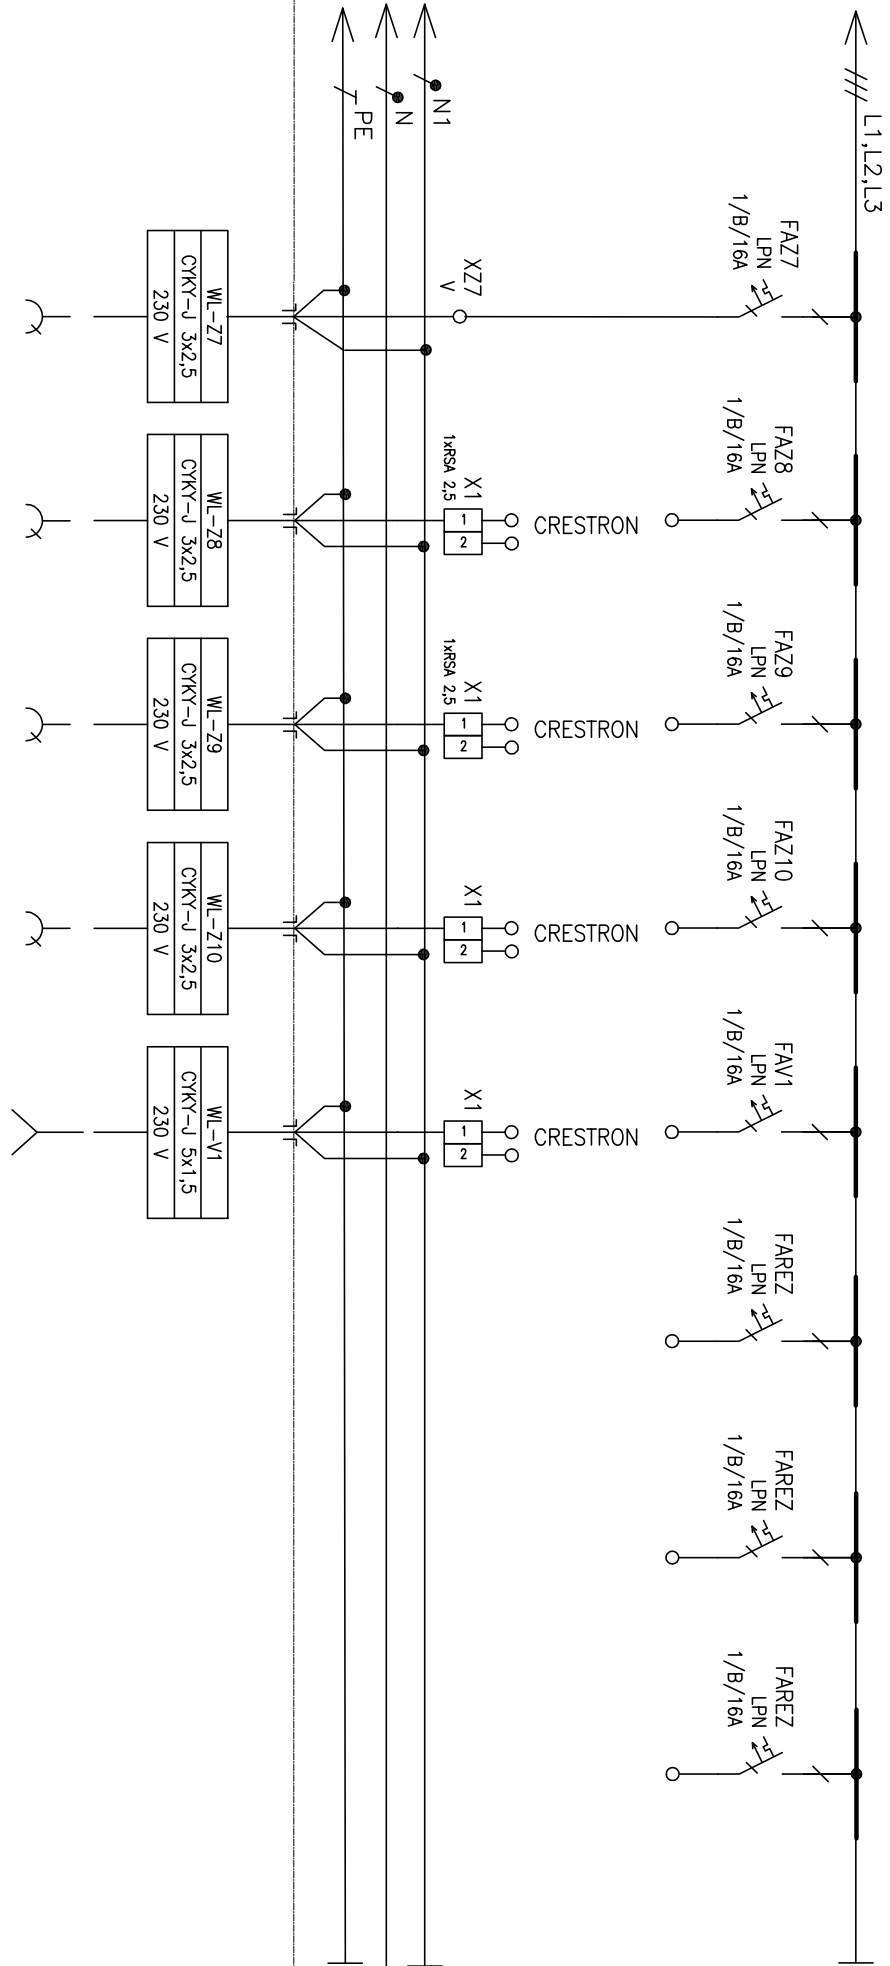 L1,L2,L3
N1
N
PE
FAZ7
LPN
1/B/16A
XZ7
V
WL-Z7
CYKY-J 3x2,5
230 V
FAZ8
LPN
1/B/16A
CRESTRON
X1
1xRSA 2,5
1
2
WL-Z8
CYKY-J 3x2,5
230 V
FAZ9
LPN
1/B/16A
CRESTRON
X1
1xRSA 2,5
1
2
WL-Z9
CYKY-J 3x2,5
230 V
FAZ10
LPN
1/B/16A
CRESTRON
X1
1
2
WL-Z10
CYKY-J 3x2,5
230 V
FAV1
LPN
1/B/16A
CRESTRON
X1
1
2
WL-V1
CYKY-J 5x1,5
230 V
FAREZ
LPN
1/B/16A
FAREZ
LPN
1/B/16A
FAREZ
LPN
1/B/16A